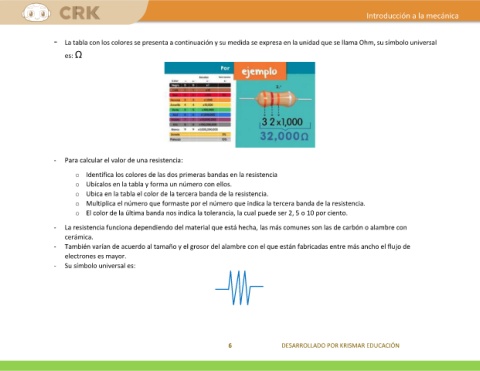 CRK
Introducción a la mecánica
- La tabla con los colores se presenta a continuación y su medida se expresa en la unidad que se llama Ohm, su símbolo universal
es: Ω
Por ejemplo
3 2 x1,000
32,000Ω
- Para calcular el valor de una resistencia:
o Identifica los colores de las dos primeras bandas en la resistencia
o Ubícalos en la tabla y forma un número con ellos.
o Ubica en la tabla el color de la tercera banda de la resistencia.
o Multiplica el número que formaste por el número que indica la tercera banda de la resistencia.
o El color de la última banda nos indica la tolerancia, la cual puede ser 2, 5 o 10 por ciento.
- La resistencia funciona dependiendo del material que está hecha, las más comunes son las de carbón o alambre con
cerámica.
- También varían de acuerdo al tamaño y el grosor del alambre con el que están fabricadas entre más ancho el flujo de
electrones es mayor.
- Su símbolo universal es:
6 DESARROLLADO POR KRISMAR EDUCACIÓN